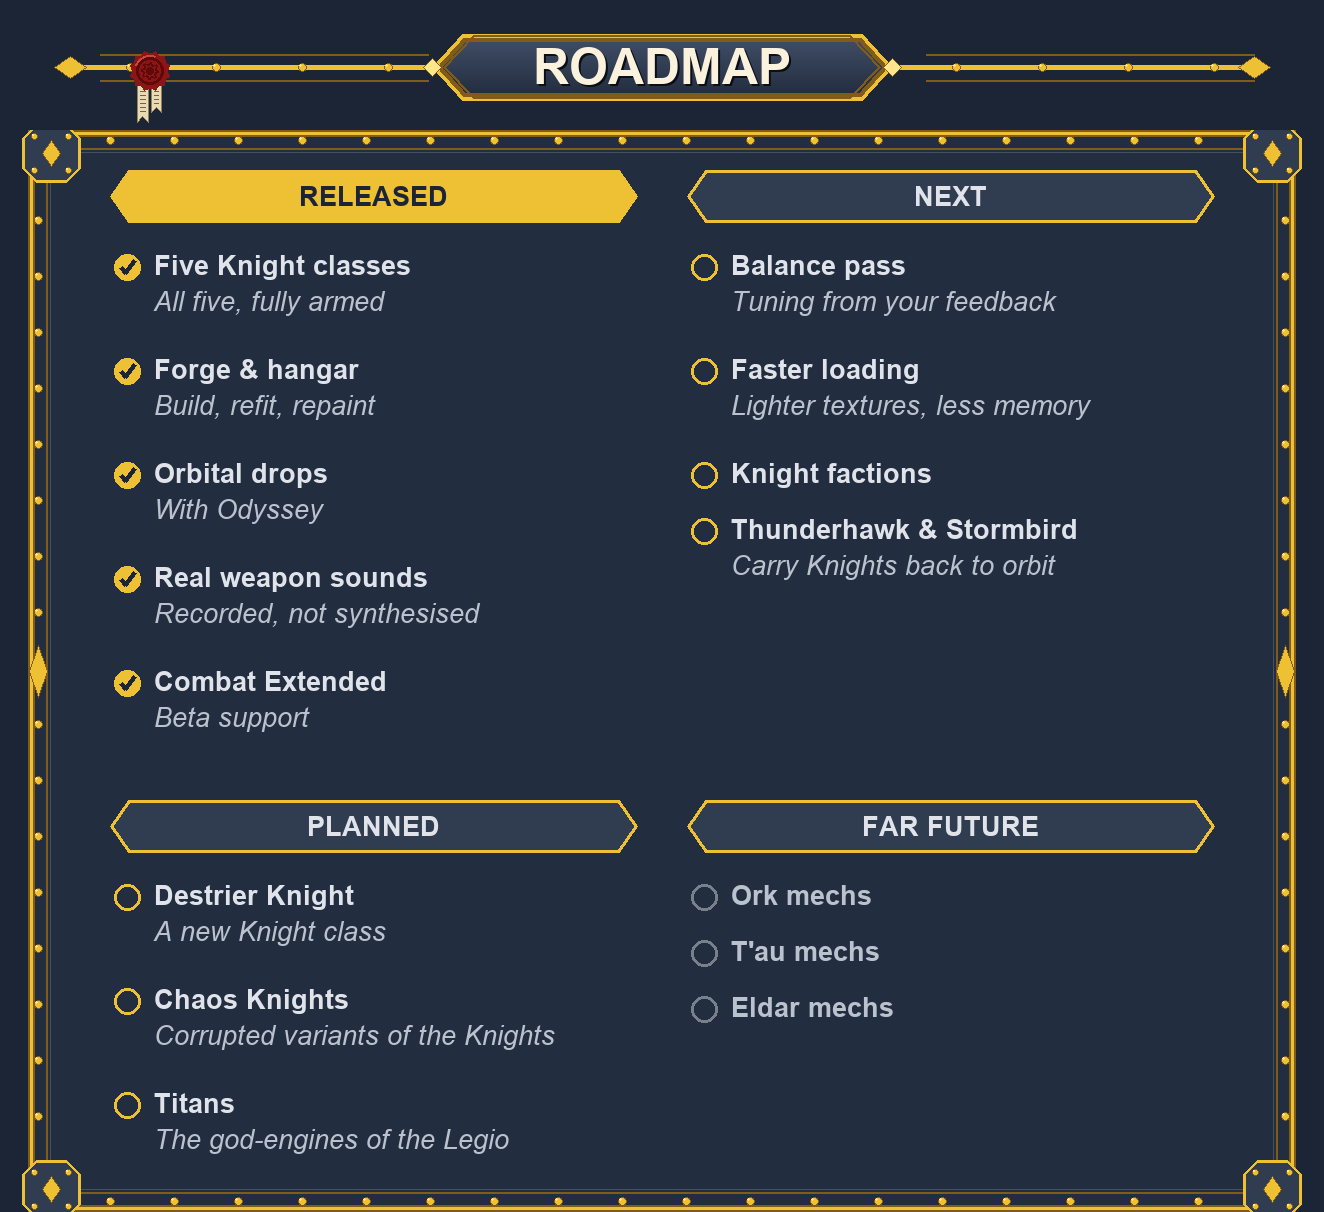 ROADMAP
RELEASED
Five Knight classes
All five, fully armed
Forge & hangar
Build, refit, repaint
Orbital drops
With Odyssey
Real weapon sounds
Recorded, not synthesised
Combat Extended
Beta support
NEXT
Balance pass
Tuning from your feedback
Faster loading
Lighter textures, less memory
Knight factions
Thunderhawk & Stormbird
Carry Knights back to orbit
PLANNED
Destrier Knight
A new Knight class
Chaos Knights
Corrupted variants of the Knights
Titans
The god-engines of the Legio
FAR FUTURE
Ork mechs
T'au mechs
Eldar mechs